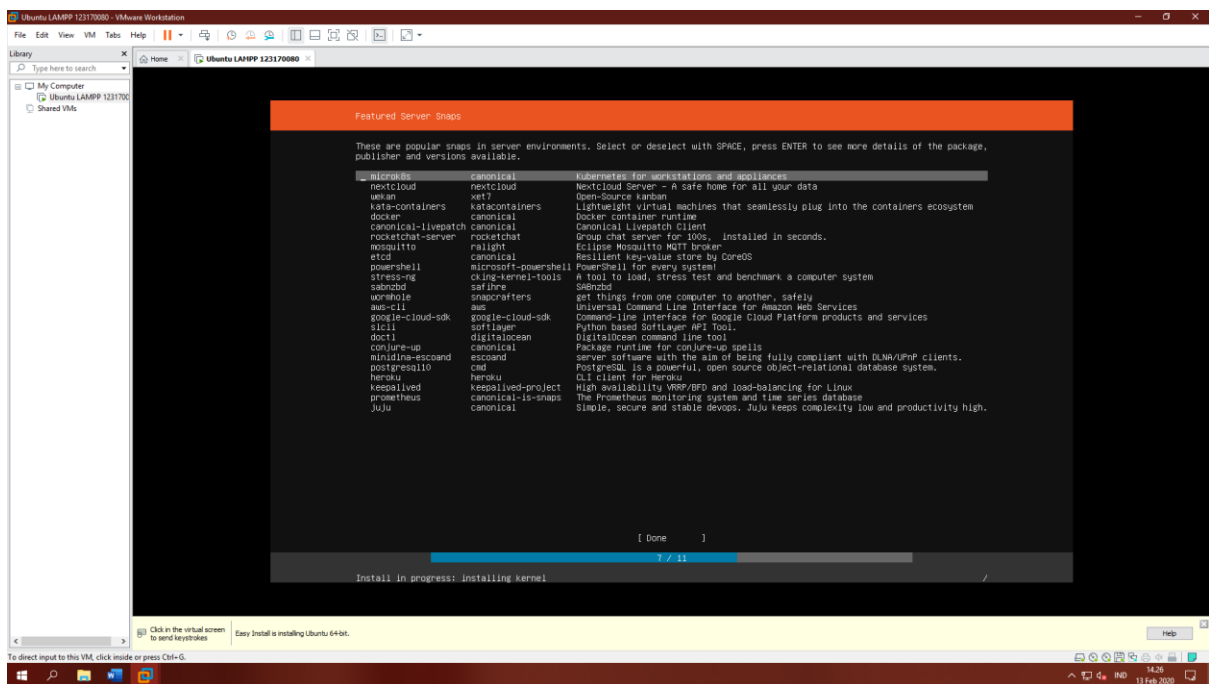 Ubuntu LAMPP 123170080 - VMware Workstation
File Edit View VM Tabs Help
Library
Type here to search
My Computer
Ubuntu LAMPP 1231700
Shared VMs
Home
Ubuntu LAMPP 123170080
Featured Server Snaps
These are popular snaps in server environments. Select or deselect with SPACE, press ENTER to see more details of the package,
publisher and versions available.
microk8s canonical Kubernetes for workstations and appliances
nextcloud nextcloud Nextcloud Server - A safe home for all your data
wekan xet7 Open-Source kanban
kata-containers katacontainers Lightweight virtual machines that seamlessly plug into the containers ecosystem
docker canonical Docker container runtime
canonical-livepatch canonical Canonical Livepatch Client
rocketchat-server rocketchat Group chat server for 100s, installed in seconds.
mosquitto ralight Eclipse Mosquitto MQTT broker
etcd canonical Resilient key-value store by CoreOS
powershell microsoft-powershell PowerShell for every system!
stress-ng cking-kernel-tools A tool to load, stress test and benchmark a computer system
sabnzbd safihre SABnzbd
wormhole snapcrafters get things from one computer to another, safely
aws-cli aws Universal Command Line Interface for Amazon Web Services
google-cloud-sdk google-cloud-sdk Command-line interface for Google Cloud Platform products and services
slcli softlayer Python based SoftLayer API Tool.
doctl digitalocean DigitalOcean command line tool
conjure-up canonical Package runtime for conjure-up spells
minidlna-escoand escoand server software with the aim of being fully compliant with DLNA/UPnP clients.
postgresql10 cmd PostgreSQL is a powerful, open source object-relational database system.
heroku heroku CLI client for Heroku
keepalived keepalived-project High availability VRRP/BFD and load-balancing for Linux
prometheus canonical-is-snaps The Prometheus monitoring system and time series database
juju canonical Simple, secure and stable devops. Juju keeps complexity low and productivity high.
[ Done ]
7 / 11
Install in progress: installing kernel /
Click in the virtual screen
to send keystrokes
Easy Install is installing Ubuntu 64-bit.
Help
To direct input to this VM, click inside or press Ctrl+G.
IND
14.26
13 Feb 2020